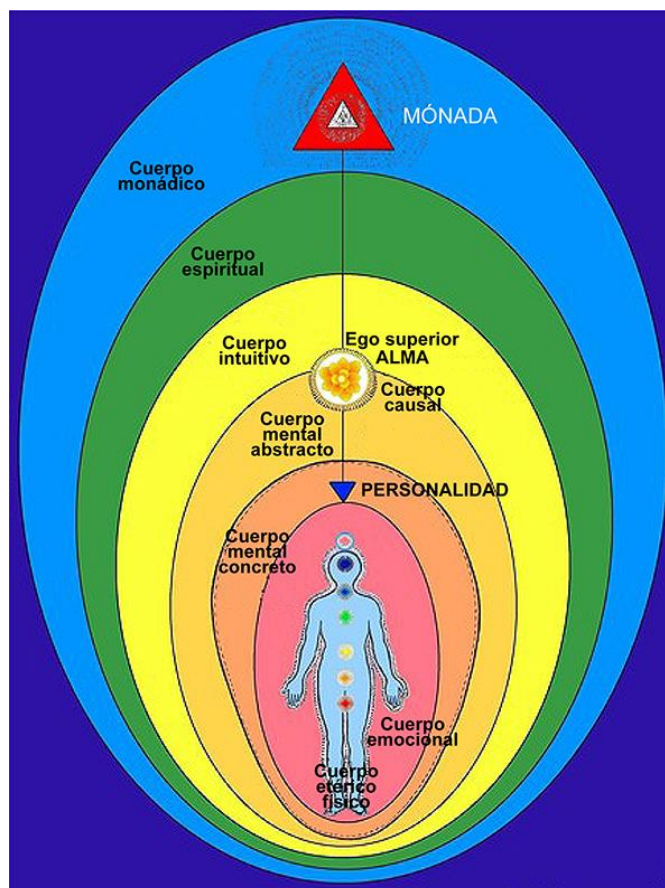 MÓNADA
Cuerpo
monádico
Cuerpo
espiritual
Cuerpo
intuitivo
Ego superior
ALMA
Cuerpo
causal
Cuerpo
mental
abstracto
PERSONALIDAD
Cuerpo
mental
concreto
Cuerpo
emocional
Cuerpo
etérico
físico